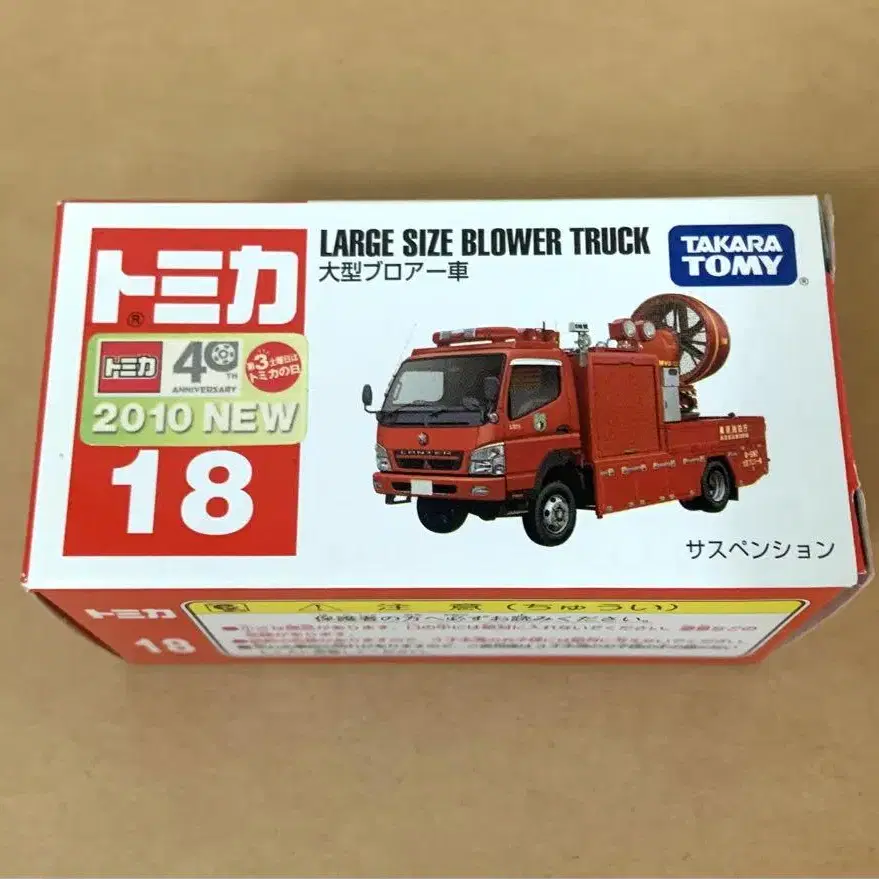 LARGE SIZE BLOWER TRUCK
大型ブロアー車
TAKARA
TOMY
®
トミカ
®
トミカ
40TH
ANNIVERSARY
第3土曜日は
トミカの日
2010 NEW
18
CANTER
サスペンション
トミカ
18
注意(ちゅうい)
保護者の方へ必ずお読みください。